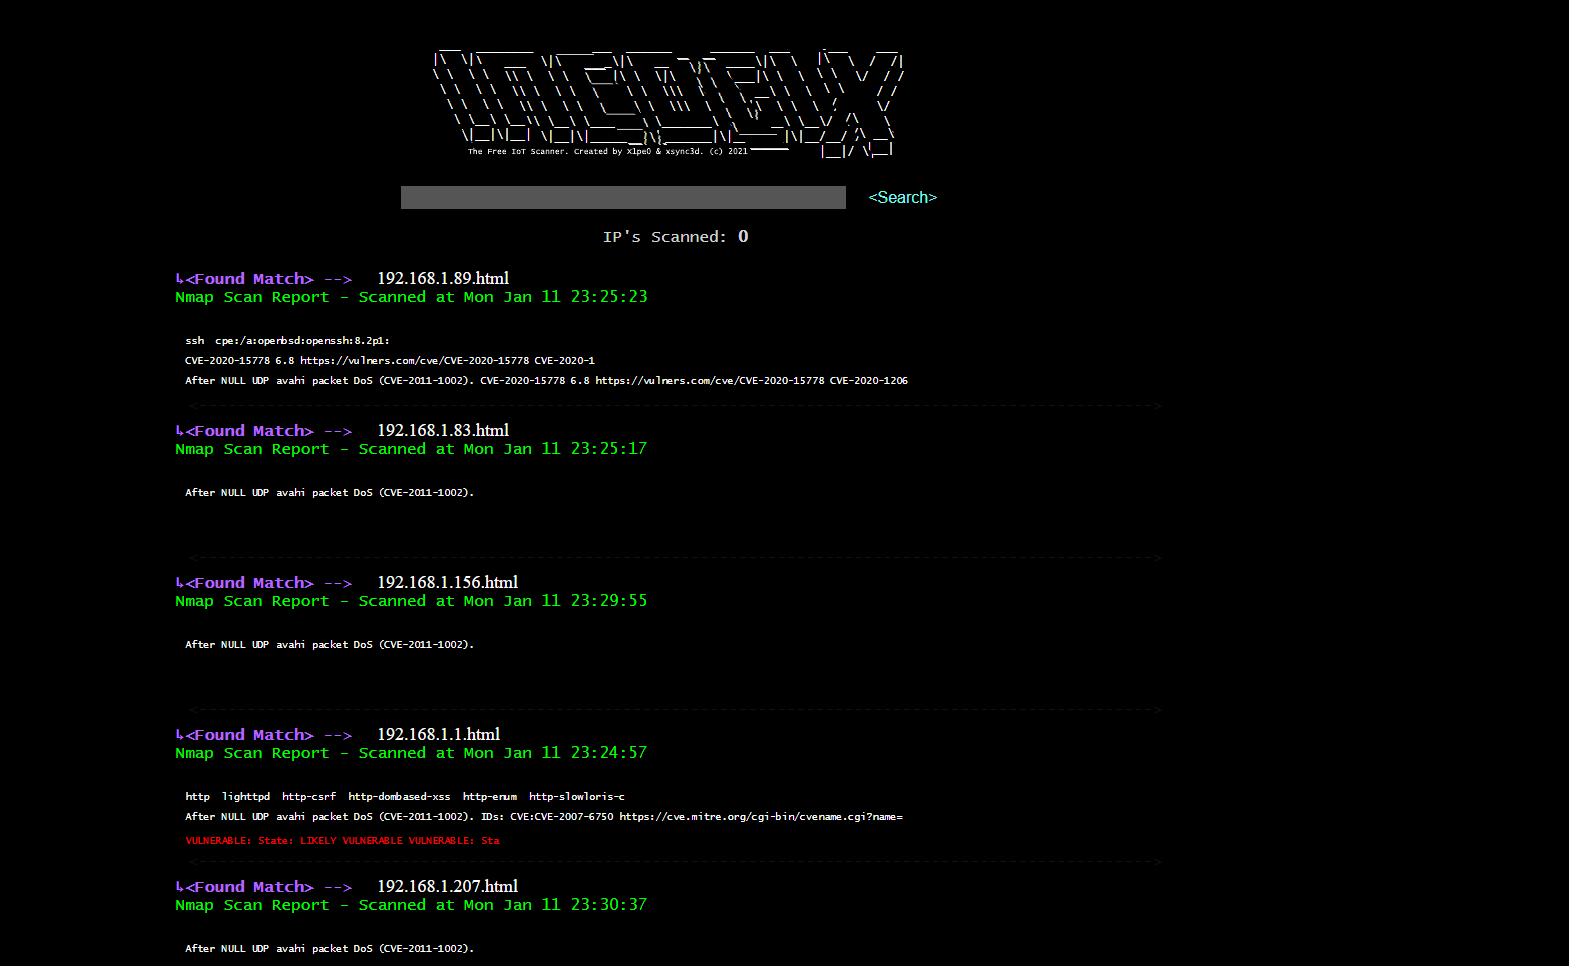 The Free IoT Scanner. Created by X1pe0 & xsync3d. (c) 2021
<Search>
IP's Scanned: 0
↳<Found Match> --> 192.168.1.89.html
Nmap Scan Report - Scanned at Mon Jan 11 23:25:23
ssh cpe:/a:openbsd:openssh:8.2p1:
CVE-2020-15778 6.8 https://vulners.com/cve/CVE-2020-15778 CVE-2020-1
After NULL UDP avahi packet DoS (CVE-2011-1002). CVE-2020-15778 6.8 https://vulners.com/cve/CVE-2020-15778 CVE-2020-1206
↳<Found Match> --> 192.168.1.83.html
Nmap Scan Report - Scanned at Mon Jan 11 23:25:17
After NULL UDP avahi packet DoS (CVE-2011-1002).
↳<Found Match> --> 192.168.1.156.html
Nmap Scan Report - Scanned at Mon Jan 11 23:29:55
After NULL UDP avahi packet DoS (CVE-2011-1002).
↳<Found Match> --> 192.168.1.1.html
Nmap Scan Report - Scanned at Mon Jan 11 23:24:57
http lighttpd http-csrf http-dombased-xss http-enum http-slowloris-c
After NULL UDP avahi packet DoS (CVE-2011-1002). IDs: CVE:CVE-2007-6750 https://cve.mitre.org/cgi-bin/cvename.cgi?name=
VULNERABLE: State: LIKELY VULNERABLE VULNERABLE: Sta
↳<Found Match> --> 192.168.1.207.html
Nmap Scan Report - Scanned at Mon Jan 11 23:30:37
After NULL UDP avahi packet DoS (CVE-2011-1002).